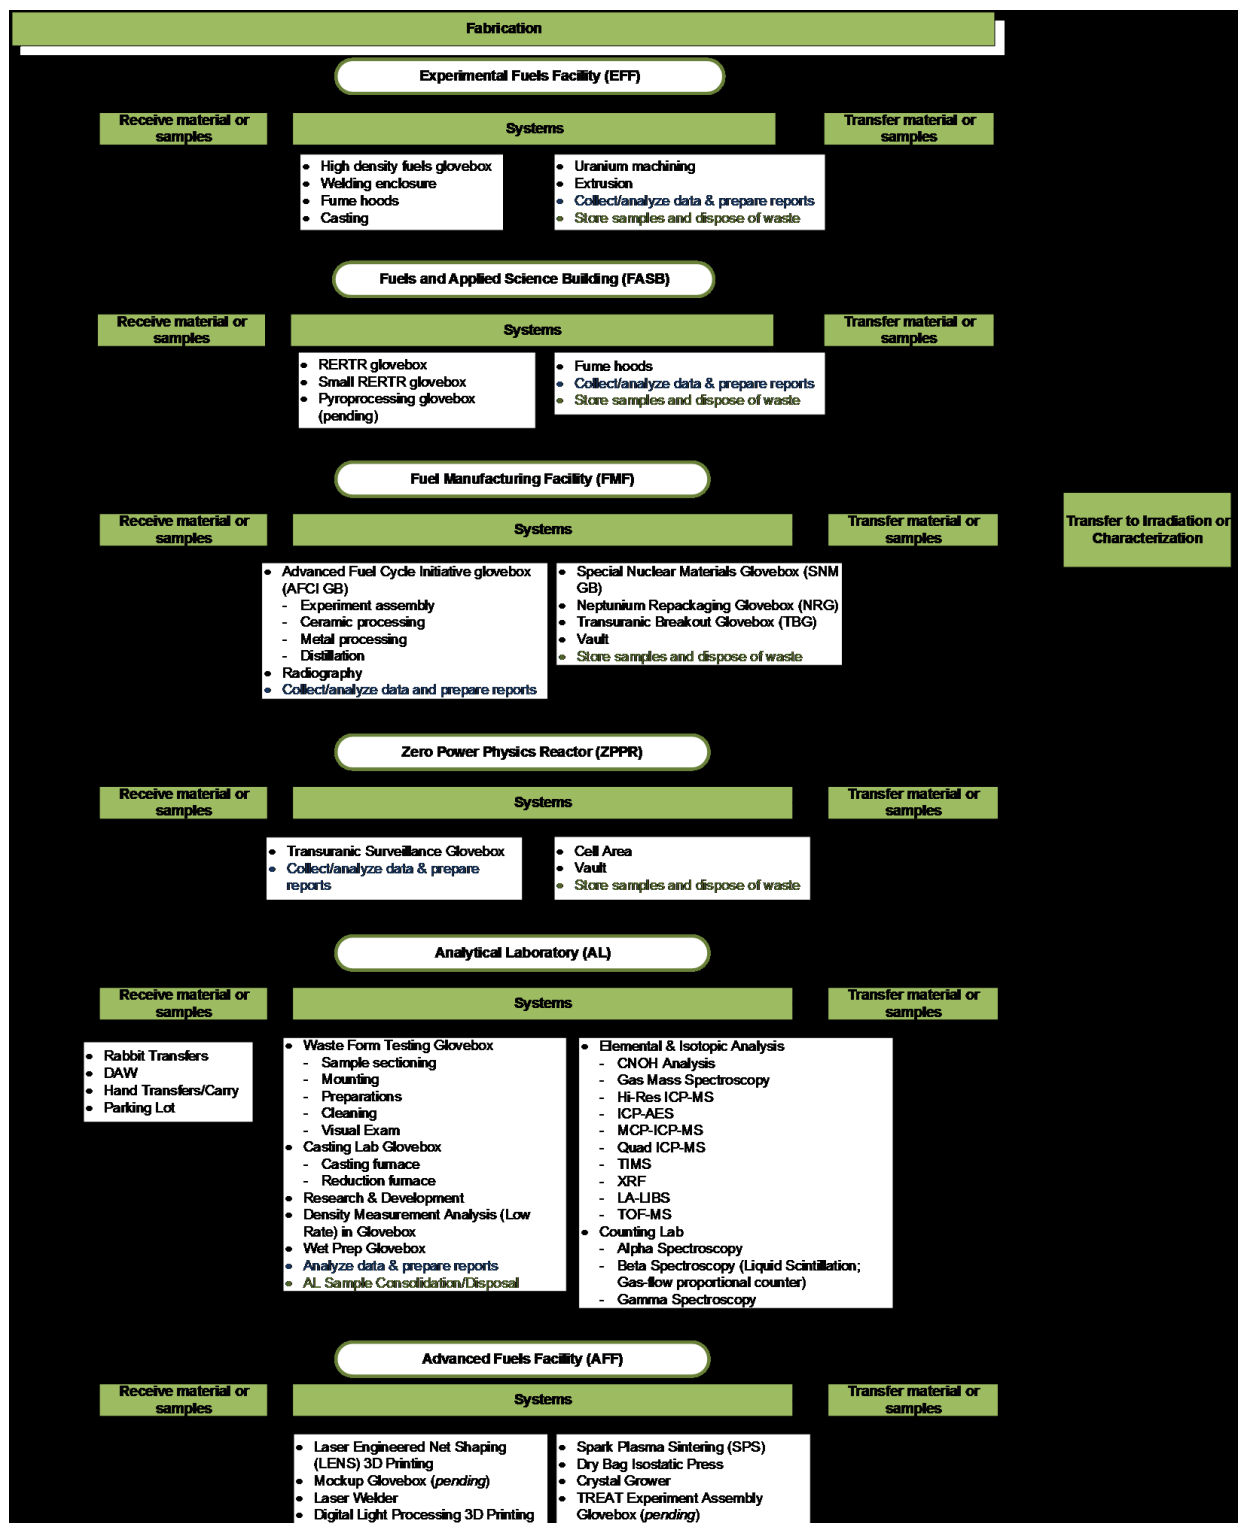 Fabrication
Experimental Fuels Facility (EFF)
Receive material or
samples
Systems
Transfer material or
samples
• High density fuels glovebox
• Welding enclosure
• Fume hoods
• Casting
• Uranium machining
• Extrusion
• Collect/analyze data & prepare reports
• Store samples and dispose of waste
Fuels and Applied Science Building (FASB)
Receive material or
samples
Systems
Transfer material or
samples
• RERTR glovebox
• Small RERTR glovebox
• Pyroprocessing glovebox
(pending)
• Fume hoods
• Collect/analyze data & prepare reports
• Store samples and dispose of waste
Fuel Manufacturing Facility (FMF)
Receive material or
samples
Systems
Transfer material or
samples
Transfer to Irradiation or
Characterization
• Advanced Fuel Cycle Initiative glovebox
(AFCI GB)
- Experiment assembly
- Ceramic processing
- Metal processing
- Distillation
• Radiography
• Collect/analyze data and prepare reports
• Special Nuclear Materials Glovebox (SNM
GB)
• Neptunium Repackaging Glovebox (NRG)
• Transuranic Breakout Glovebox (TBG)
• Vault
• Store samples and dispose of waste
Zero Power Physics Reactor (ZPPR)
Receive material or
samples
Systems
Transfer material or
samples
• Transuranic Surveillance Glovebox
• Collect/analyze data & prepare
reports
• Cell Area
• Vault
• Store samples and dispose of waste
Analytical Laboratory (AL)
Receive material or
samples
Systems
Transfer material or
samples
• Rabbit Transfers
• DAW
• Hand Transfers/Carry
• Parking Lot
• Waste Form Testing Glovebox
- Sample sectioning
- Mounting
- Preparations
- Cleaning
- Visual Exam
• Casting Lab Glovebox
- Casting furnace
- Reduction furnace
• Research & Development
• Density Measurement Analysis (Low
Rate) in Glovebox
• Wet Prep Glovebox
• Analyze data & prepare reports
• AL Sample Consolidation/Disposal
• Elemental & Isotopic Analysis
- CNOH Analysis
- Gas Mass Spectroscopy
- Hi-Res ICP-MS
- ICP-AES
- MCP-ICP-MS
- Quad ICP-MS
- TIMS
- XRF
- LA-LIBS
- TOF-MS
• Counting Lab
- Alpha Spectroscopy
- Beta Spectroscopy (Liquid Scintillation;
Gas-flow proportional counter)
- Gamma Spectroscopy
Advanced Fuels Facility (AFF)
Receive material or
samples
Systems
Transfer material or
samples
• Laser Engineered Net Shaping
(LENS) 3D Printing
• Mockup Glovebox (pending)
• Laser Welder
• Digital Light Processing 3D Printing
• Spark Plasma Sintering (SPS)
• Dry Bag Isostatic Press
• Crystal Grower
• TREAT Experiment Assembly
Glovebox (pending)